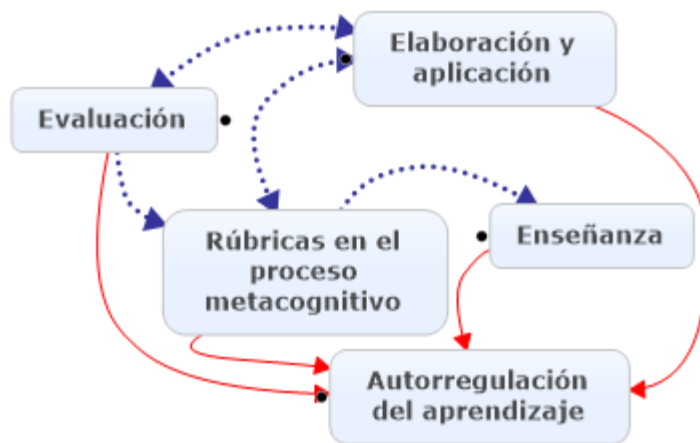 Elaboración y
aplicación
Evaluación
Rúbricas en el
proceso
metacognitivo
Enseñanza
Autorregulación
del aprendizaje